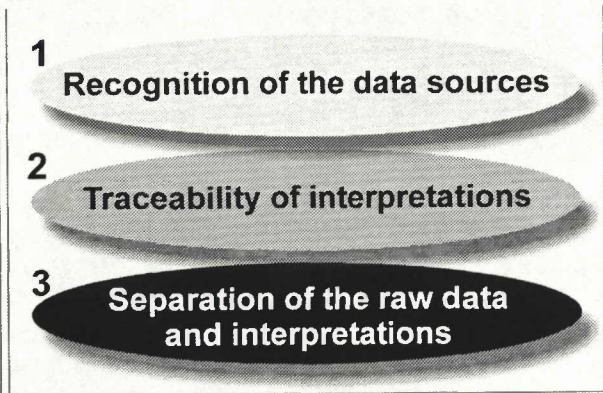 1
Recognition of the data sources
2
Traceability of interpretations
3
Separation of the raw data
and interpretations